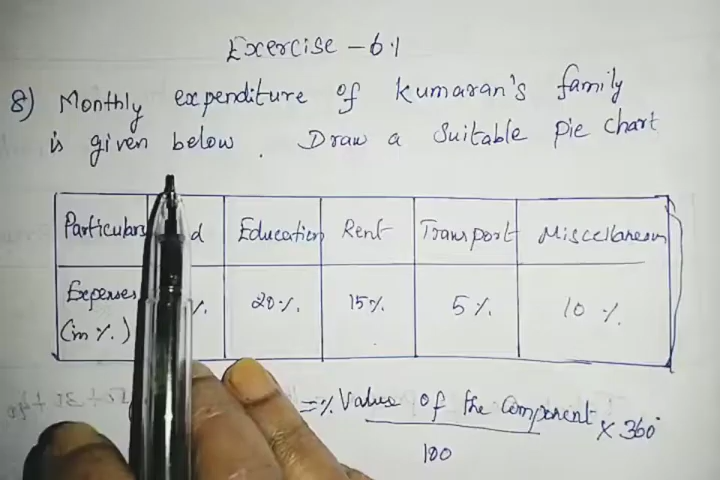 Exercise - 6.1
8) Monthly expenditure of Kumaran's family
is given below. Draw a Suitable pie chart
Particulars d Education Rent Transport Miscellaneous
Expenses %. 20%. 15%. 5%. 10%.
(in %.)
= % Value of the Component × 360°
100